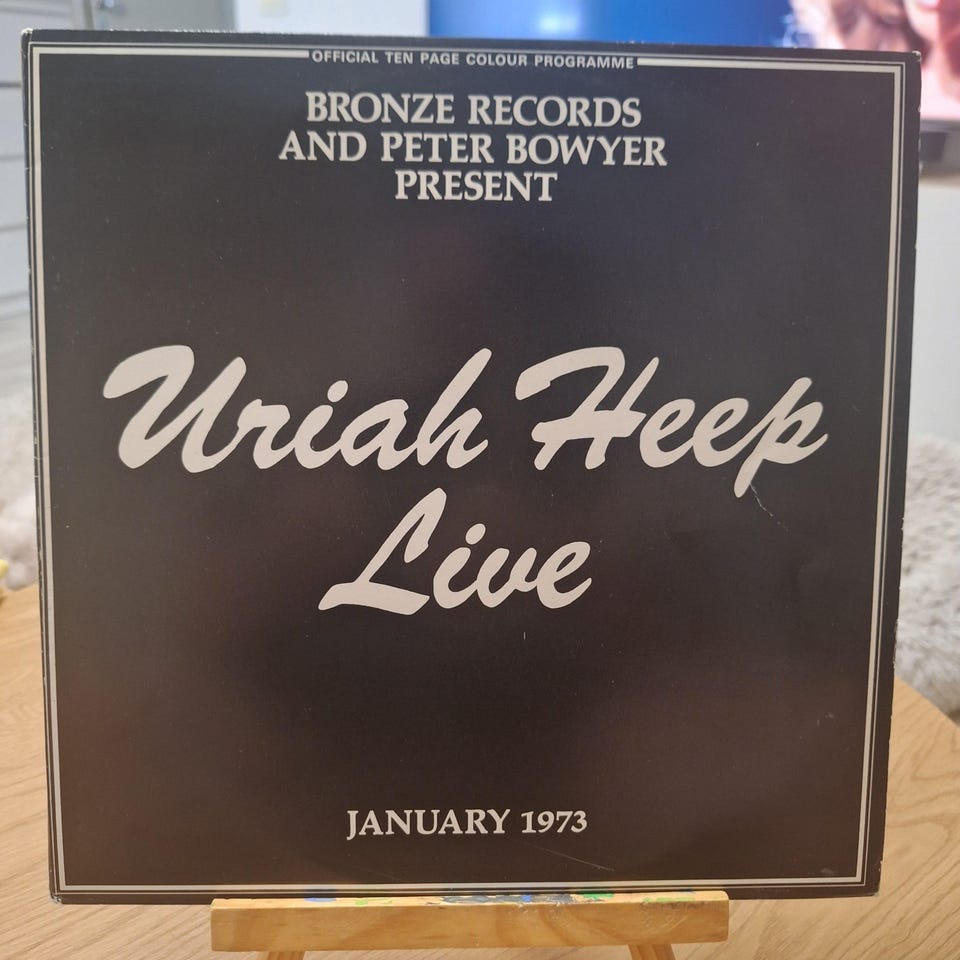 OFFICIAL TEN PAGE COLOUR PROGRAMME
BRONZE RECORDS
AND PETER BOWYER
PRESENT
Uriah Heep
Live
JANUARY 1973